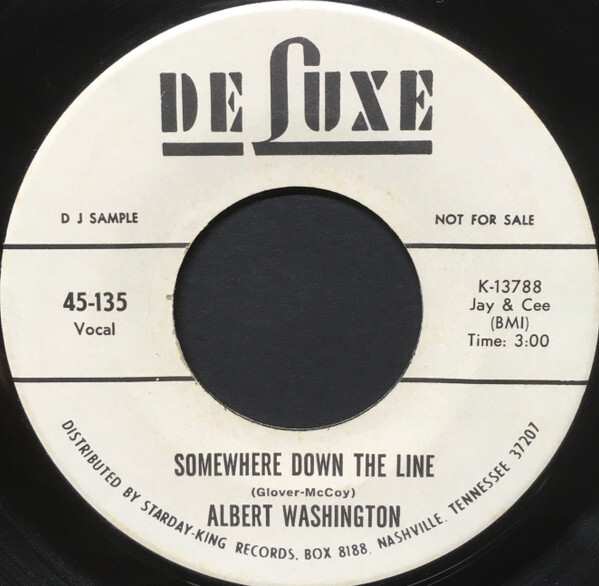 DE LUXE
D J SAMPLE
NOT FOR SALE
45-135
Vocal
K-13788
Jay & Cee
(BMI)
Time: 3:00
SOMEWHERE DOWN THE LINE
(Glover-McCoy)
ALBERT WASHINGTON
DISTRIBUTED BY STARDAY-KING RECORDS, BOX 8188, NASHVILLE, TENNESSEE 37207